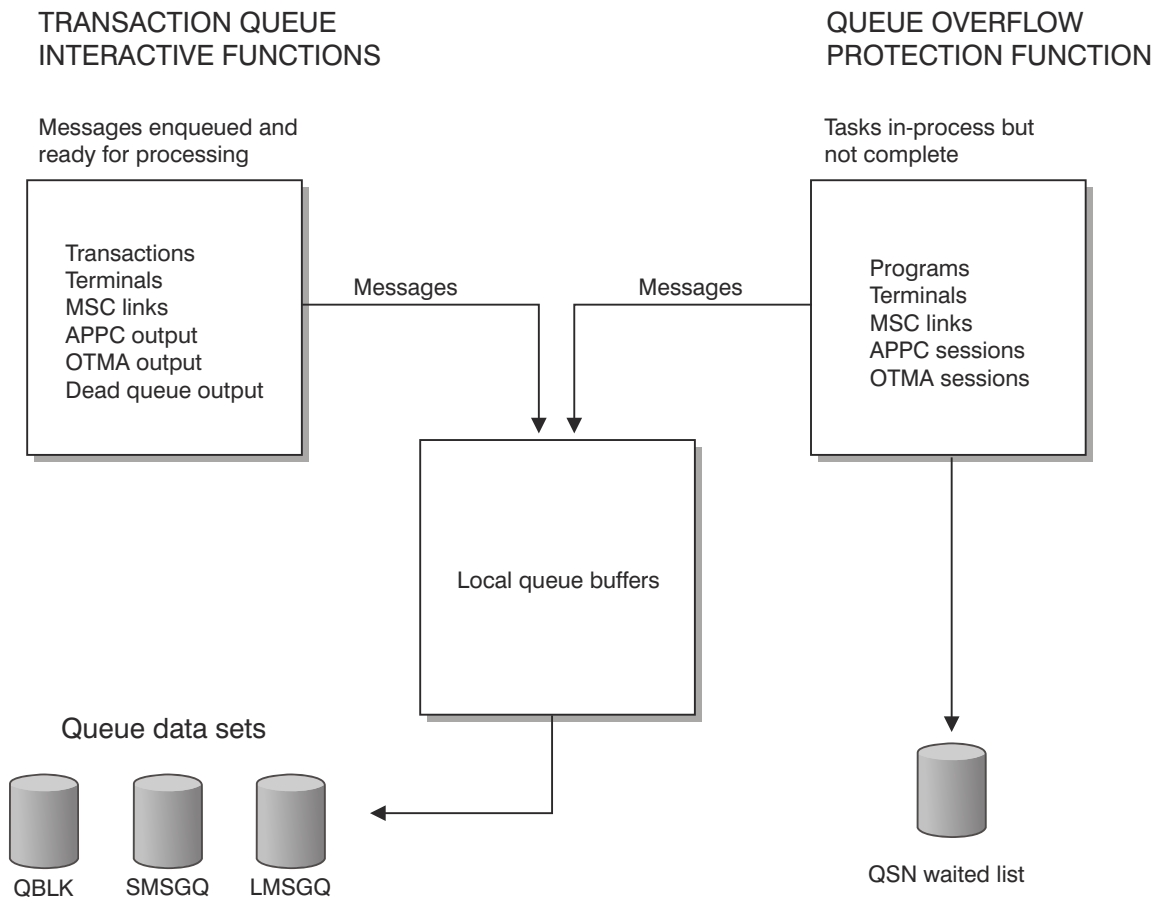 TRANSACTION QUEUE
INTERACTIVE FUNCTIONS
QUEUE OVERFLOW
PROTECTION FUNCTION
Messages enqueued and
ready for processing
Tasks in-process but
not complete
Transactions
Terminals
MSC links
APPC output
OTMA output
Dead queue output
Messages
Messages
Programs
Terminals
MSC links
APPC sessions
OTMA sessions
Local queue buffers
Queue data sets
QBLK
SMSGQ
LMSGQ
QSN waited list